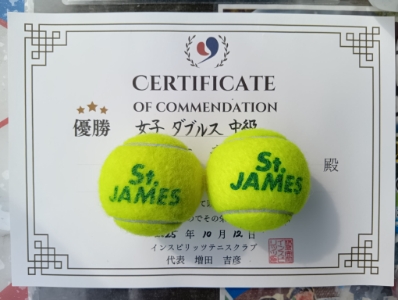 CERTIFICATE
OF COMMENDATION
優勝 女子 ダブルス 中級
殿
St.
JAMES
St.
JAMES
25年 10月 12日
インスピリッツテニスクラブ
代表 増田 吉彦